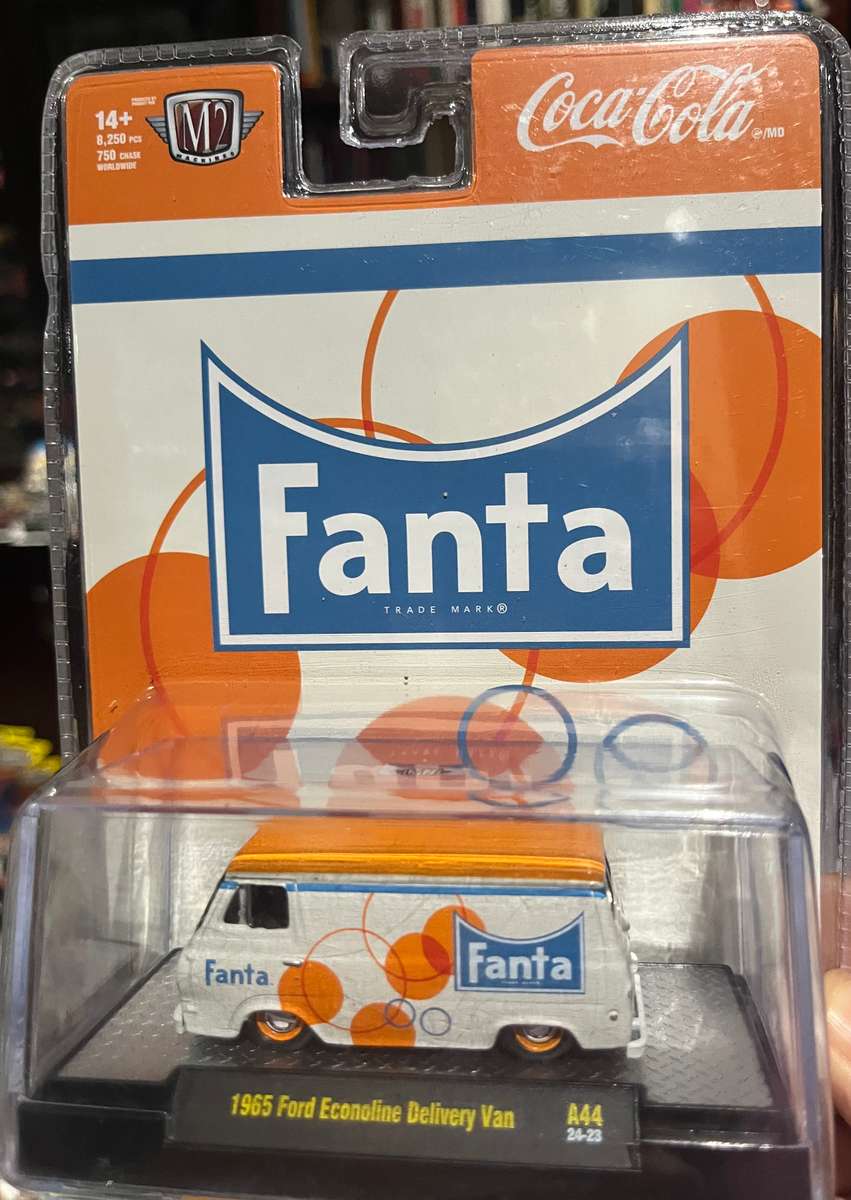 14+
8,250 PCS
750 CHASE
WORLDWIDE
M2
MACHINES
Coca-Cola
/MD
Fanta
TRADE MARK®
Fanta
Fanta
1965 Ford Econoline Delivery Van
A44
24-23